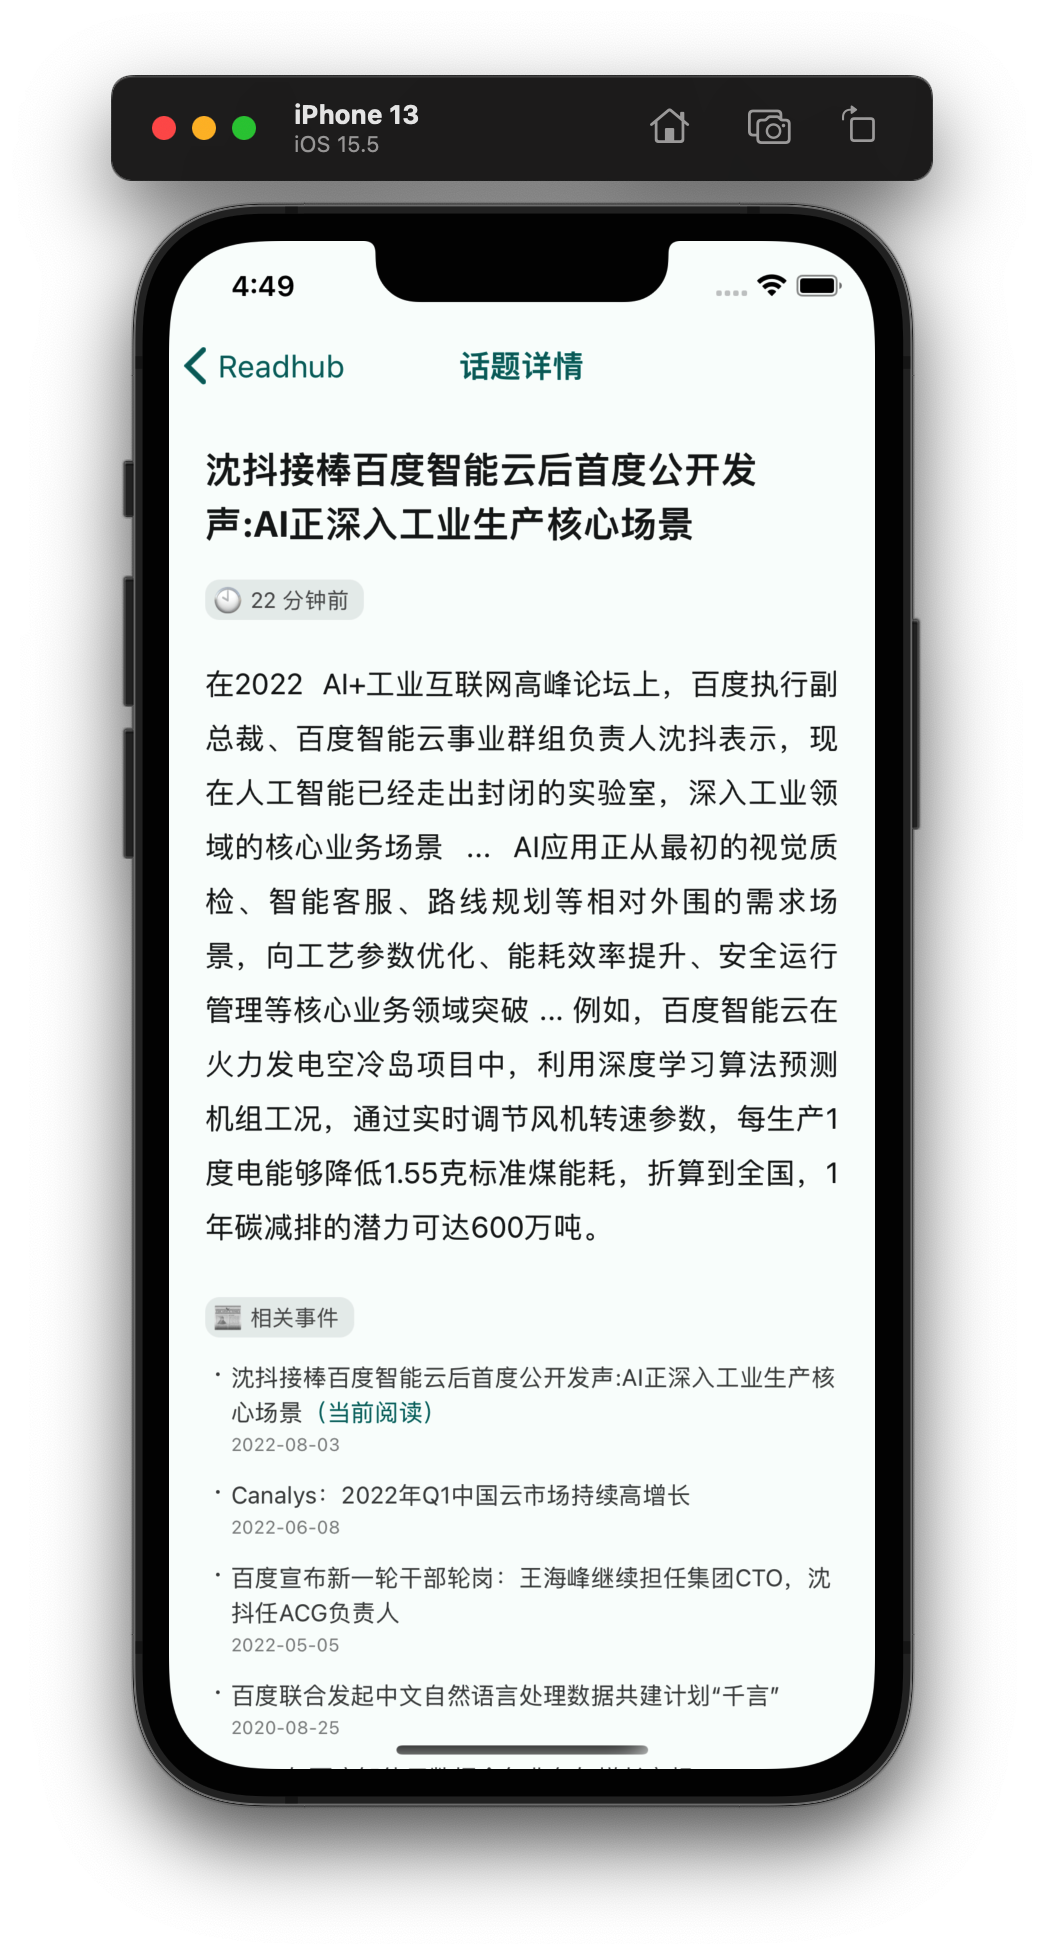 iPhone 13
iOS 15.5
4:49
Readhub
话题详情
沈抖接棒百度智能云后首度公开发
声:AI正深入工业生产核心场景
22 分钟前
在2022 AI+工业互联网高峰论坛上，百度执行副
总裁、百度智能云事业群组负责人沈抖表示，现
在人工智能已经走出封闭的实验室，深入工业领
域的核心业务场景 ... AI应用正从最初的视觉质
检、智能客服、路线规划等相对外围的需求场
景，向工艺参数优化、能耗效率提升、安全运行
管理等核心业务领域突破 ... 例如，百度智能云在
火力发电空冷岛项目中，利用深度学习算法预测
机组工况，通过实时调节风机转速参数，每生产1
度电能够降低1.55克标准煤能耗，折算到全国，1
年碳减排的潜力可达600万吨。
相关事件
· 沈抖接棒百度智能云后首度公开发声:AI正深入工业生产核
心场景（当前阅读）
2022-08-03
· Canalys：2022年Q1中国云市场持续高增长
2022-06-08
· 百度宣布新一轮干部轮岗：王海峰继续担任集团CTO，沈
抖任ACG负责人
2022-05-05
· 百度联合发起中文自然语言处理数据共建计划“千言”
2020-08-25